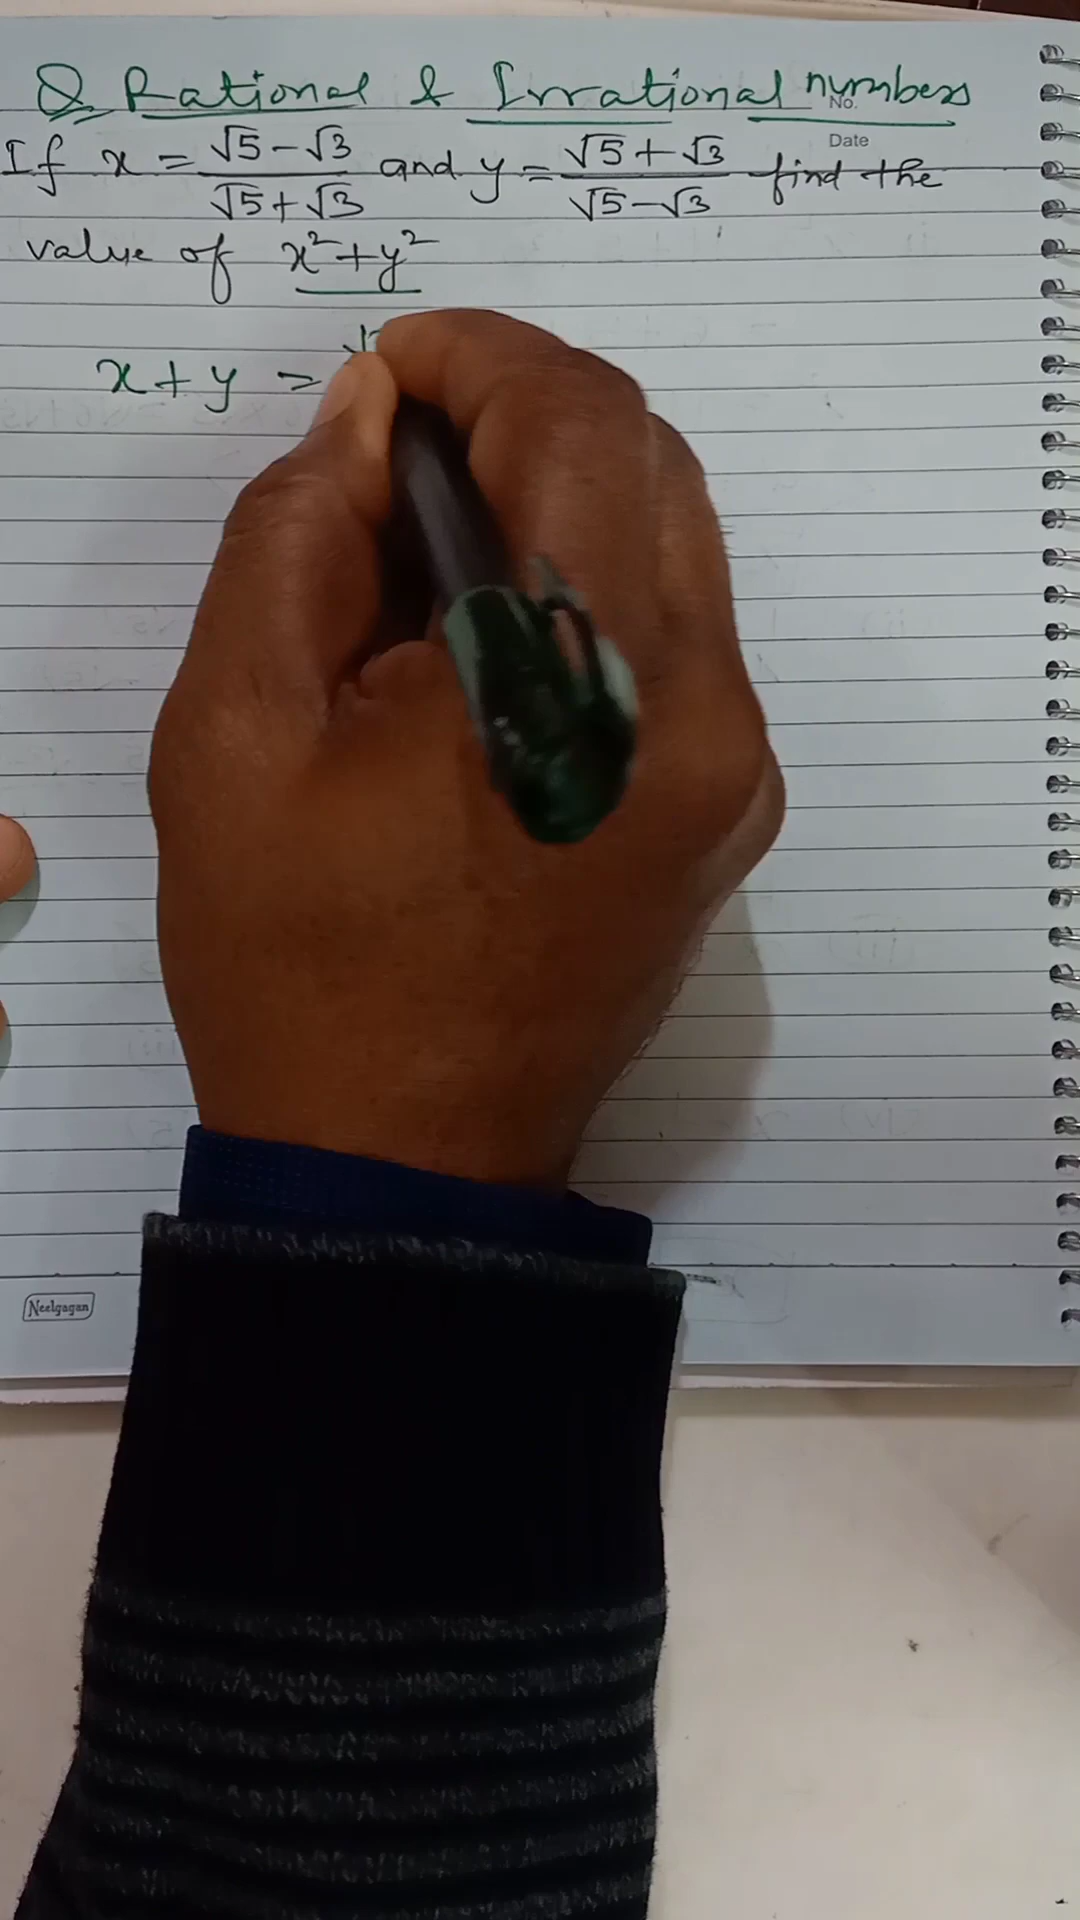 Q Rational & Irrational numbers
No.
Date
If x = √5-√3/√5+√3 and y = √5+√3/√5-√3 find the
value of x²+y²
x+y =
Neelgagan